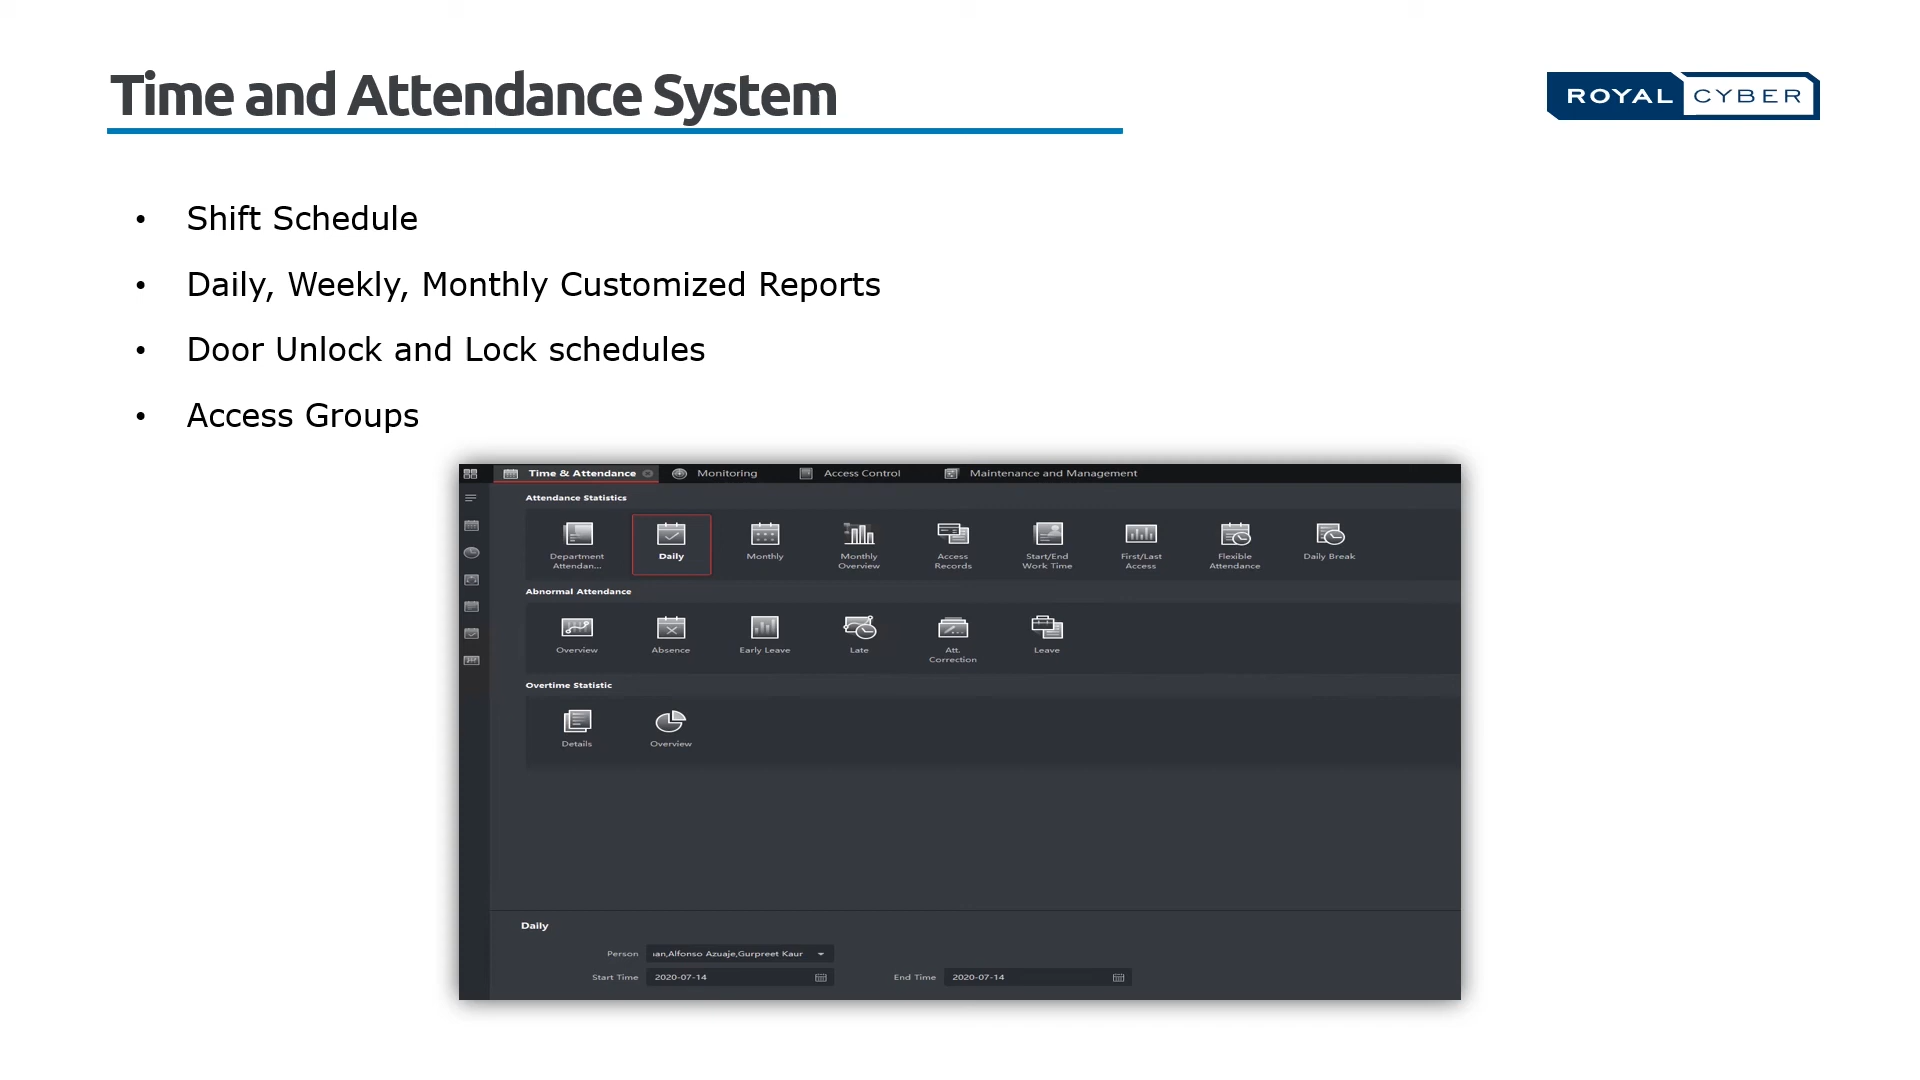 Time and Attendance System
ROYAL CYBER
• Shift Schedule
• Daily, Weekly, Monthly Customized Reports
• Door Unlock and Lock schedules
• Access Groups
Time & Attendance Monitoring Access Control Maintenance and Management
Attendance Statistics
Department Attendan... Daily Monthly Monthly Overview Access Records Start/End Work Time First/Last Access Flexible Attendance Daily Break
Abnormal Attendance
Overview Absence Early Leave Late Att. Correction Leave
Overtime Statistic
Details Overview
Daily
Person an,Alfonso Azuaje,Gurpreet Kaur
Start Time 2020-07-14 End Time 2020-07-14